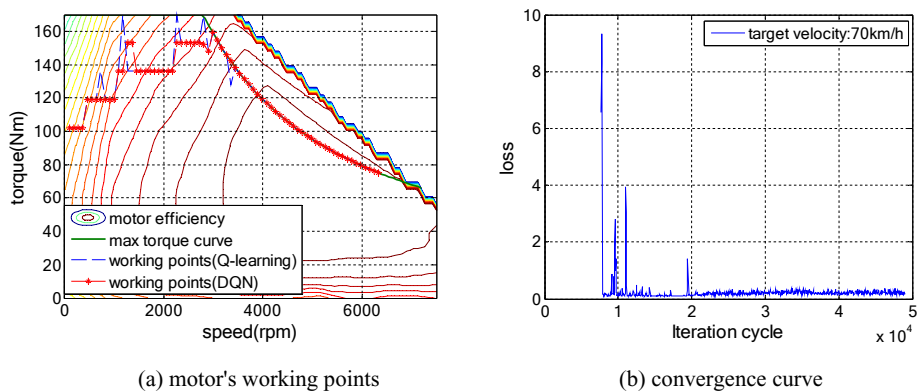 180
160
140
120
100
80
60
40
20
0
0
2000
4000
6000
torque(Nm)
speed(rpm)
motor efficiency
max torque curve
working points(Q-learning)
working points(DQN)
(a) motor's working points
10
8
6
4
2
0
0
1
2
3
4
5
x 10^4
loss
Iteration cycle
target velocity:70km/h
(b) convergence curve